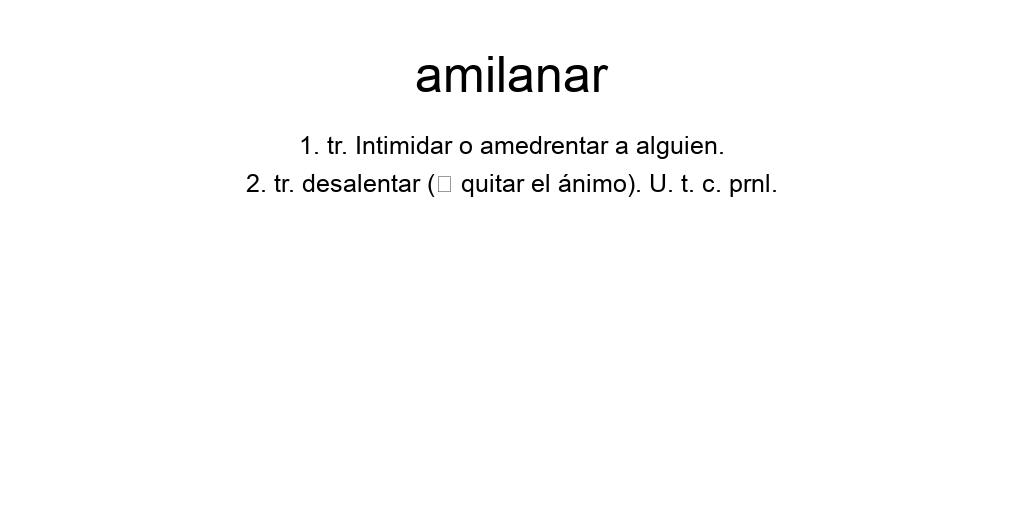 amilanar
1. tr. Intimidar o amedrentar a alguien.
2. tr. desalentar (□ quitar el ánimo). U. t. c. prnl.